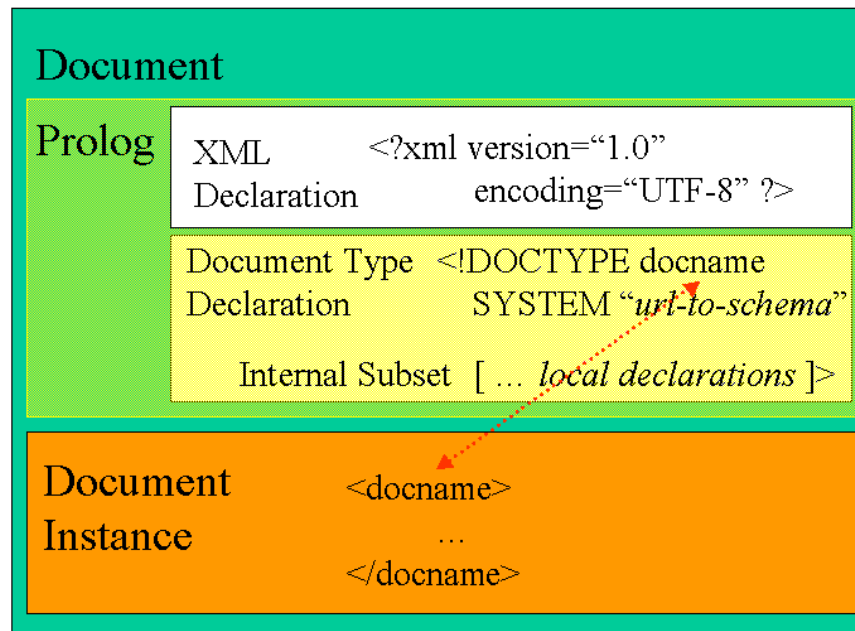 Document
Prolog
XML <?xml version=“1.0”
Declaration encoding=“UTF-8” ?>
Document Type <!DOCTYPE docname
Declaration SYSTEM “url-to-schema”
Internal Subset [ … local declarations ]>
Document <docname>
Instance …
</docname>